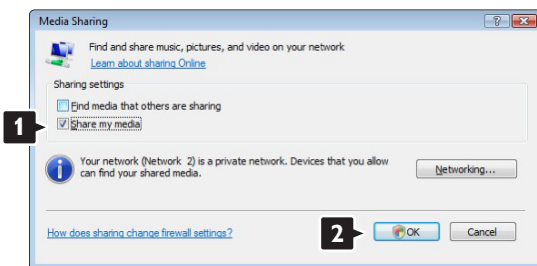 Media Sharing
Find and share music, pictures, and video on your network
Learn about sharing Online
Sharing settings
Find media that others are sharing
1
Share my media
Your network (Network 2) is a private network. Devices that you allow
can find your shared media.
Networking...
How does sharing change firewall settings?
2
OK
Cancel